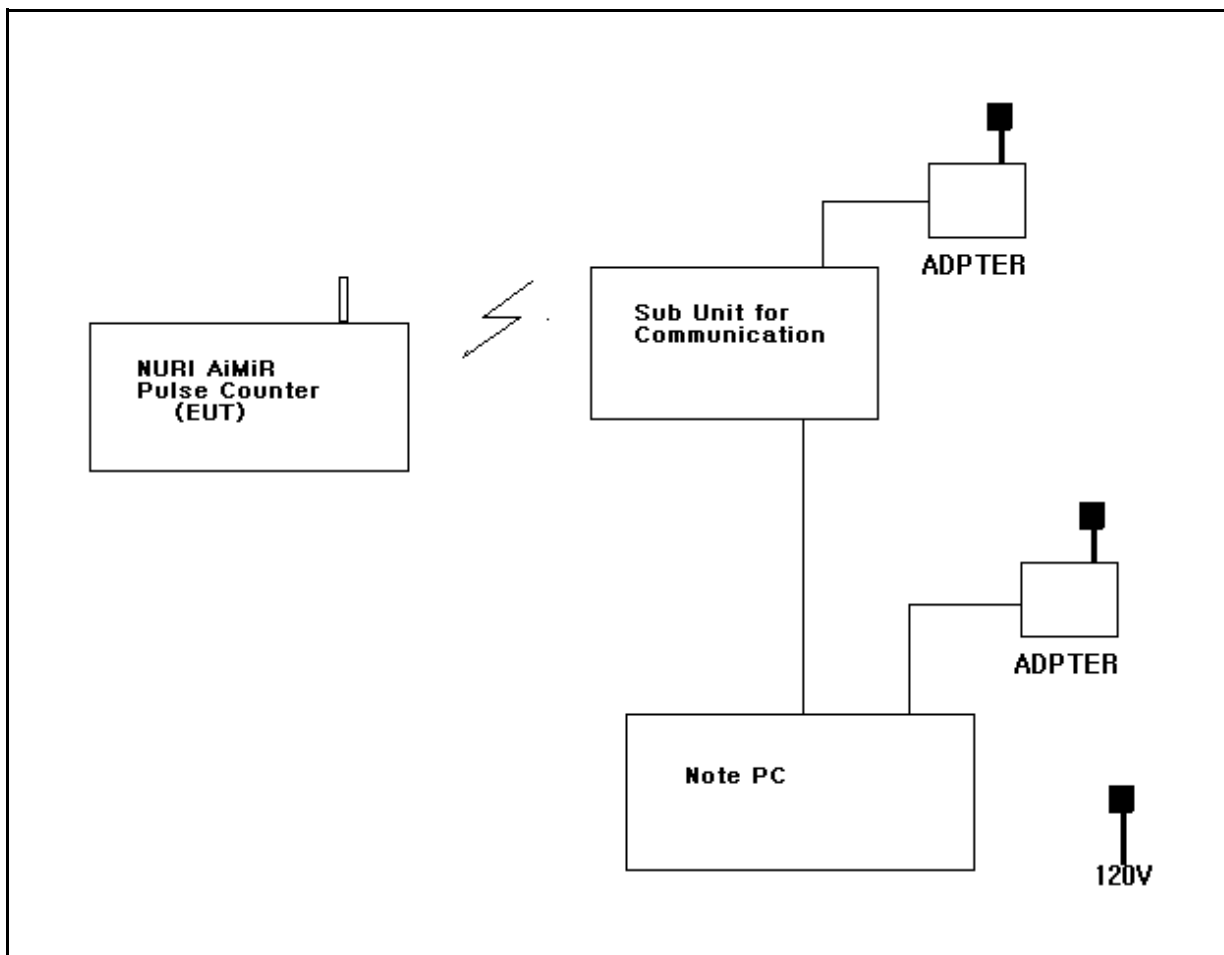 ADPTER
Sub Unit for
Communication
NURI AiMiR
Pulse Counter
(EUT)
ADPTER
Note PC
120V